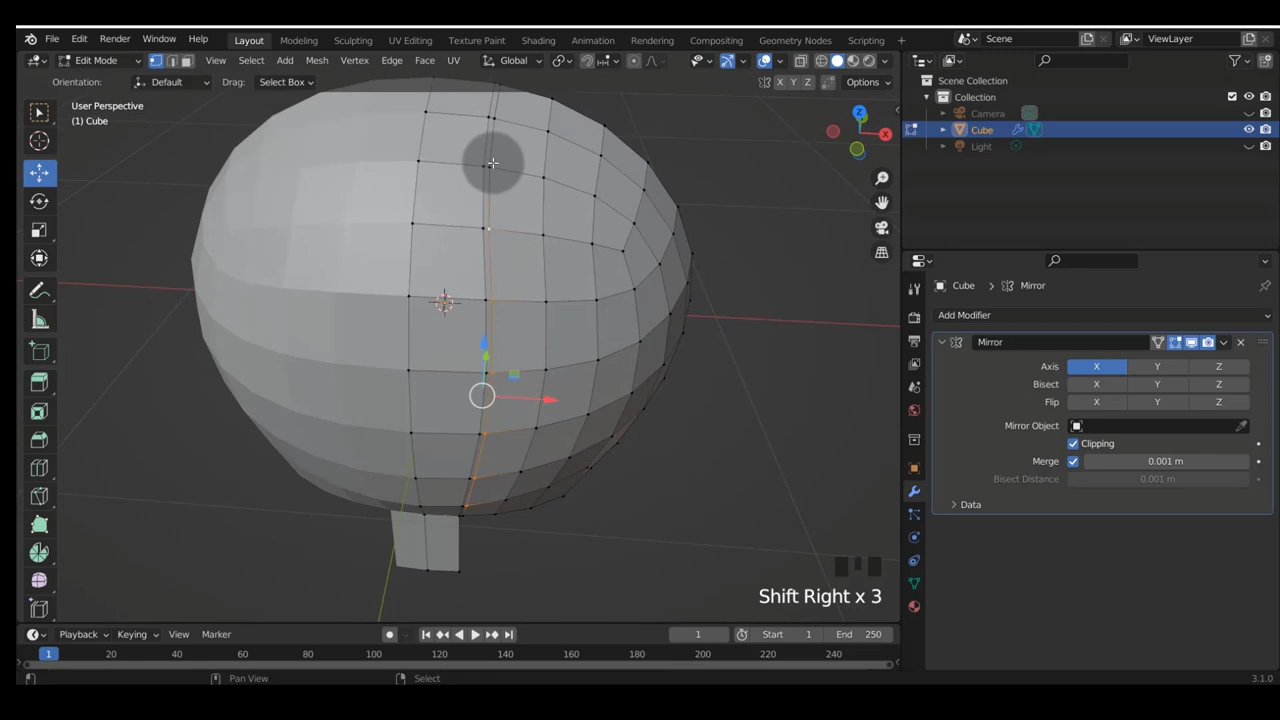 File Edit Render Window Help Layout Modeling Sculpting UV Editing Texture Paint Shading Animation Rendering Compositing Geometry Nodes Scripting + Scene ViewLayer
Edit Mode View Select Add Mesh Vertex Edge Face UV Global
Orientation: Default Drag: Select Box X Y Z Options
User Perspective
(1) Cube
Z
X
Scene Collection
Collection
Camera
Cube
Light
Cube > Mirror
Add Modifier
Mirror
Axis X Y Z
Bisect X Y Z
Flip X Y Z
Mirror Object
Clipping
Merge 0.001 m
Bisect Distance 0.001 m
Data
Shift Right x 3
Playback Keying View Marker 1 Start 1 End 250
1 20 40 60 80 100 120 140 160 180 200 220 240
Pan View Select 3.1.0